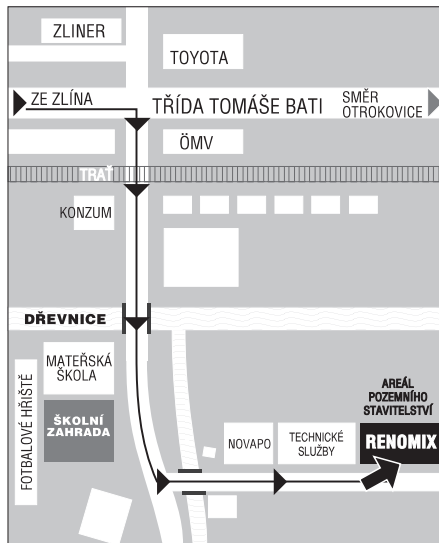 ZLINER
TOYOTA
ZE ZLÍNA
TŘÍDA TOMÁŠE BATI
SMĚR
OTROKOVICE
ÖMV
TRAŤ
KONZUM
DŘEVNICE
MATEŘSKÁ
ŠKOLA
FOTBALOVÉ HŘIŠTĚ
ŠKOLNÍ
ZAHRADA
AREÁL
POZEMNÍHO
STAVITELSTVÍ
NOVAPO
TECHNICKÉ
SLUŽBY
RENOMIX